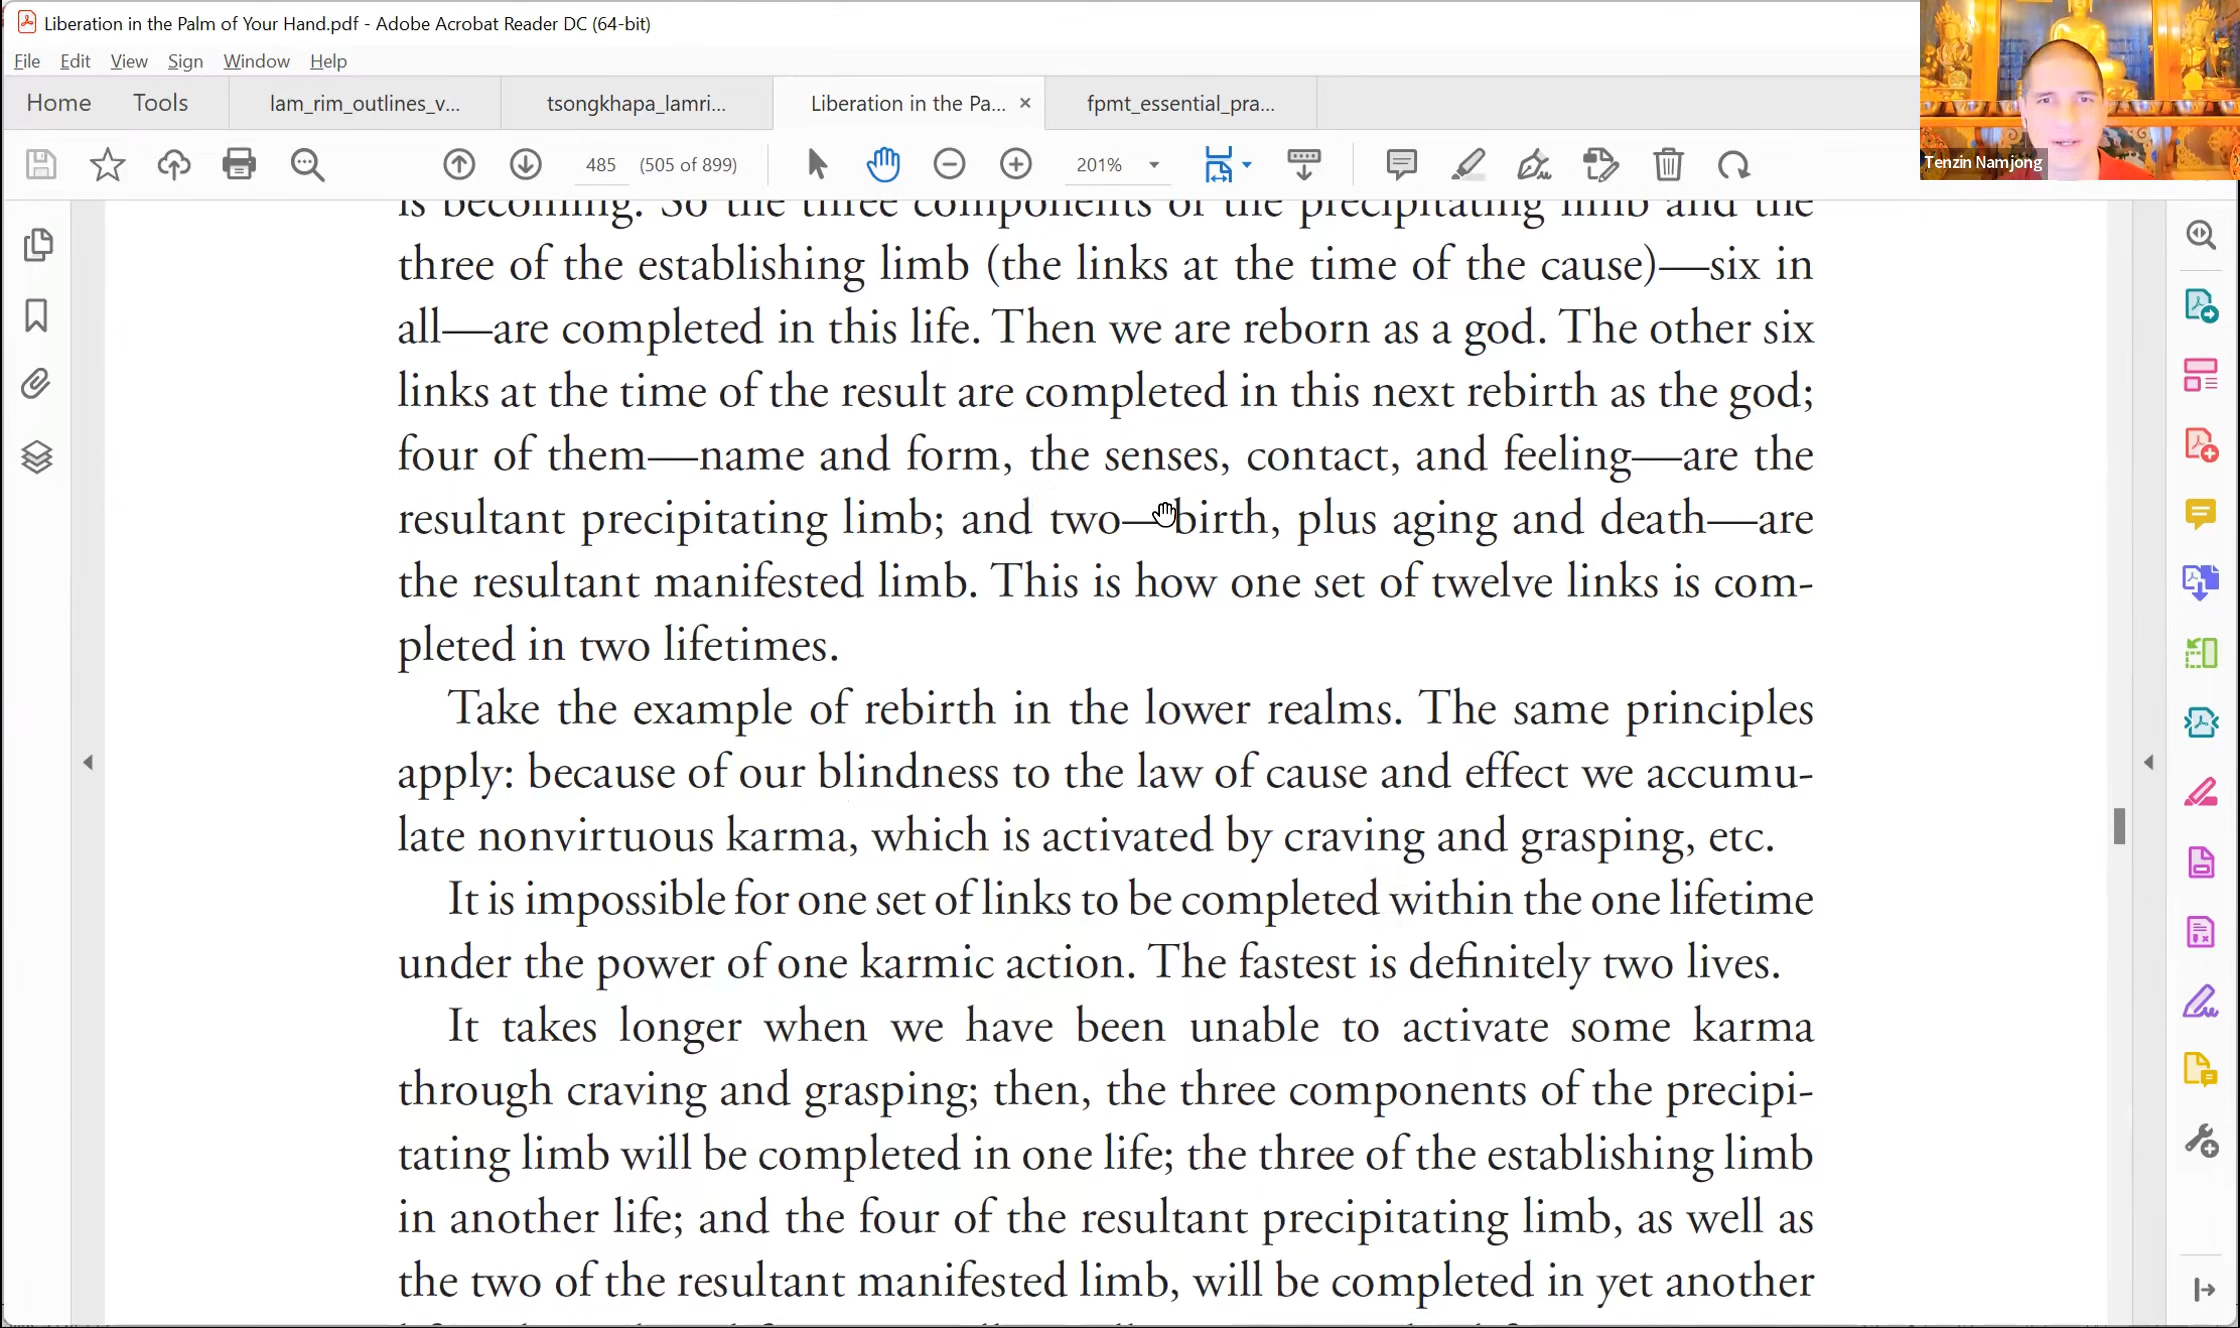 Liberation in the Palm of Your Hand.pdf - Adobe Acrobat Reader DC (64-bit)
File Edit View Sign Window Help
Home Tools lam_rim_outlines_v... tsongkhapa_lamri... Liberation in the Pa... × fpmt_essential_pra...
485 (505 of 899) 201%
Tenzin Namjong
is becoming. So the three components of the precipitating limb and the
three of the establishing limb (the links at the time of the cause)—six in
all—are completed in this life. Then we are reborn as a god. The other six
links at the time of the result are completed in this next rebirth as the god;
four of them—name and form, the senses, contact, and feeling—are the
resultant precipitating limb; and two—birth, plus aging and death—are
the resultant manifested limb. This is how one set of twelve links is com-
pleted in two lifetimes.
Take the example of rebirth in the lower realms. The same principles
apply: because of our blindness to the law of cause and effect we accumu-
late nonvirtuous karma, which is activated by craving and grasping, etc.
It is impossible for one set of links to be completed within the one lifetime
under the power of one karmic action. The fastest is definitely two lives.
It takes longer when we have been unable to activate some karma
through craving and grasping; then, the three components of the precipi-
tating limb will be completed in one life; the three of the establishing limb
in another life; and the four of the resultant precipitating limb, as well as
the two of the resultant manifested limb, will be completed in yet another